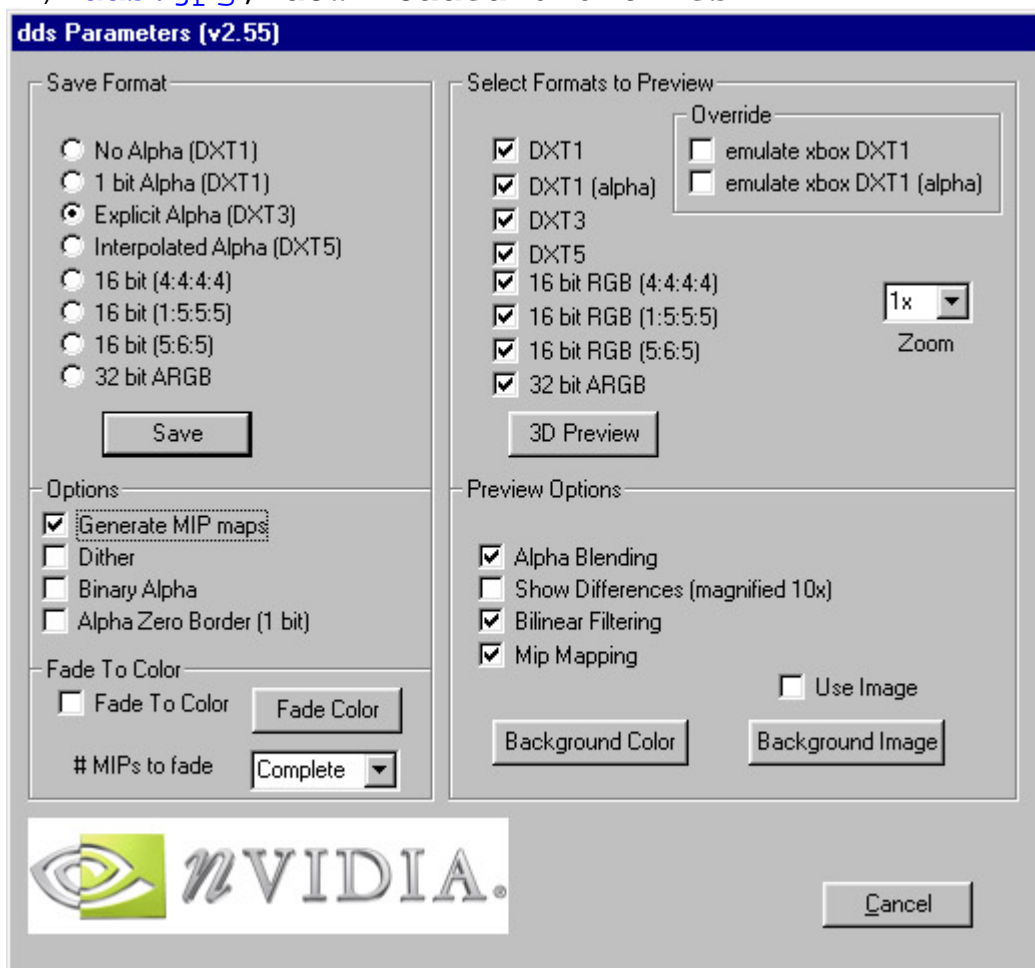 dds Parameters (v2.55)
Save Format
No Alpha (DXT1)
1 bit Alpha (DXT1)
Explicit Alpha (DXT3)
Interpolated Alpha (DXT5)
16 bit (4:4:4:4)
16 bit (1:5:5:5)
16 bit (5:6:5)
32 bit ARGB
Save
Select Formats to Preview
DXT1
DXT1 (alpha)
DXT3
DXT5
16 bit RGB (4:4:4:4)
16 bit RGB (1:5:5:5)
16 bit RGB (5:6:5)
32 bit ARGB
3D Preview
Override
emulate xbox DXT1
emulate xbox DXT1 (alpha)
1x
Zoom
Options
Generate MIP maps
Dither
Binary Alpha
Alpha Zero Border (1 bit)
Fade To Color
Fade To Color
Fade Color
# MIPs to fade
Complete
Preview Options
Alpha Blending
Show Differences (magnified 10x)
Bilinear Filtering
Mip Mapping
Use Image
Background Color
Background Image
nVIDIA.
Cancel